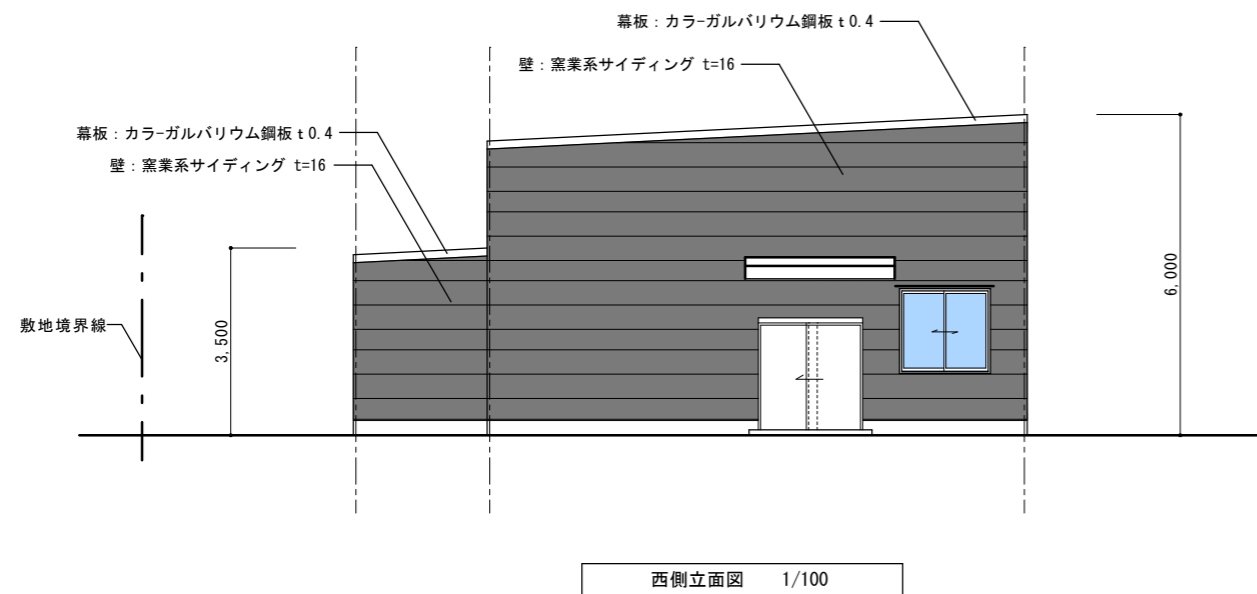 幕板：カラ-ガルバリウム鋼板ｔ0.4
壁：窯業系サイディング t=16
幕板：カラ-ガルバリウム鋼板ｔ0.4
壁：窯業系サイディング t=16
敷地境界線
3,500
6,000
西側立面図 1/100